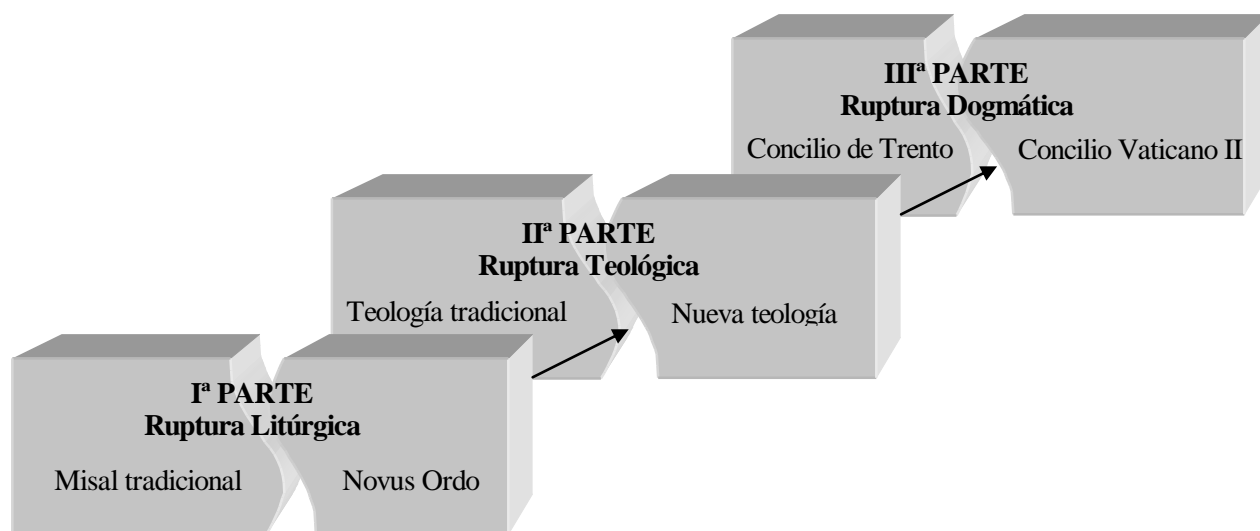 IIIª PARTE
Ruptura Dogmática
Concilio de Trento
Concilio Vaticano II
IIª PARTE
Ruptura Teológica
Teología tradicional
Nueva teología
Iª PARTE
Ruptura Litúrgica
Misal tradicional
Novus Ordo